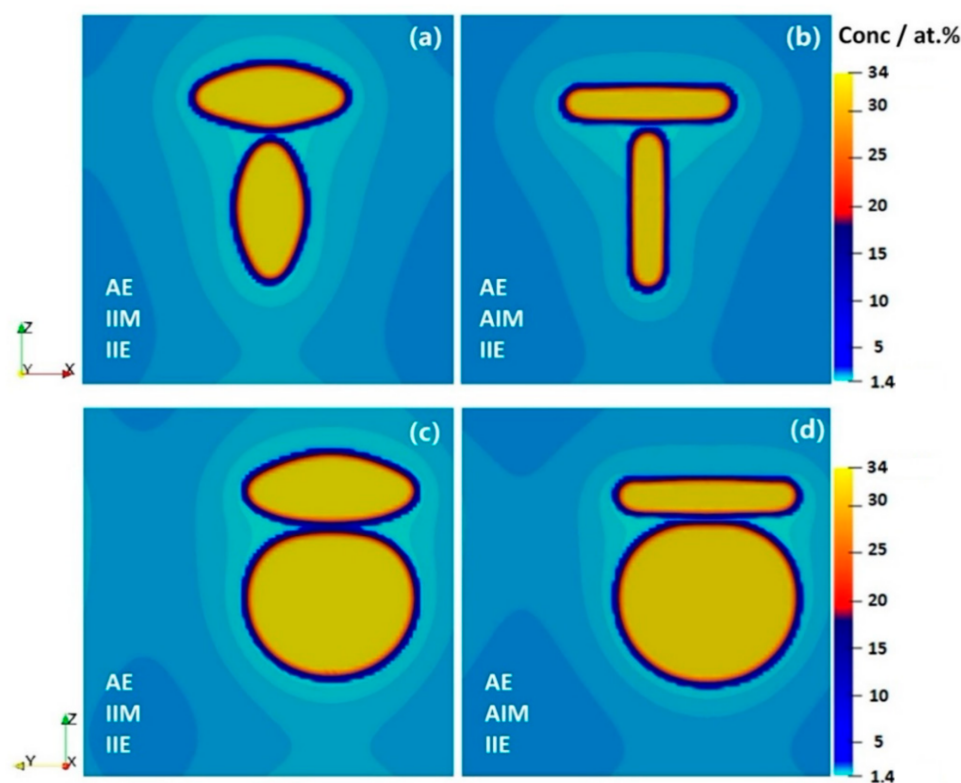 (a)
(b)
Conc / at.%
34
30
25
20
15
10
5
1.4
AE
IIM
IIE
AE
AIM
IIE
Z
Y
X
(c)
(d)
34
30
25
20
15
10
5
1.4
AE
IIM
IIE
AE
AIM
IIE
Z
Y
X